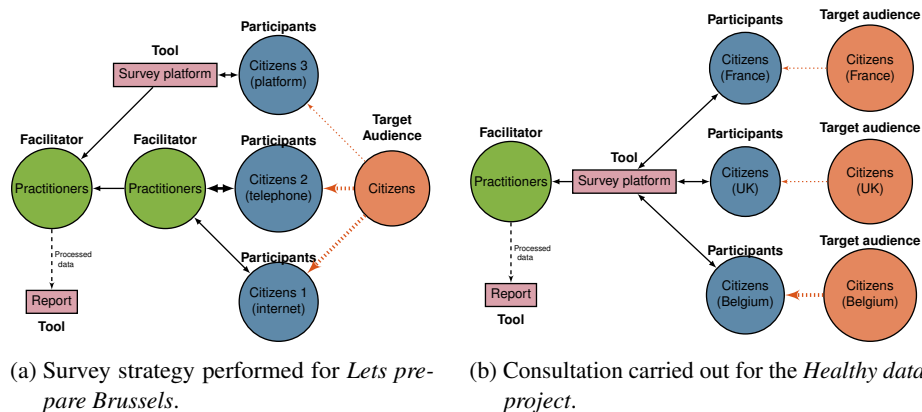 Participants
Tool
Citizens 3
(platform)
Survey platform
Target
Audience
Facilitator
Facilitator
Participants
Practitioners
Practitioners
Citizens 2
(telephone)
Citizens
Processed
data
Participants
Report
Citizens 1
(internet)
Tool
(a) Survey strategy performed for Lets pre-
pare Brussels.
Participants
Target audience
Citizens
(France)
Citizens
(France)
Facilitator
Participants
Target audience
Tool
Practitioners
Survey platform
Citizens
(UK)
Citizens
(UK)
Processed
data
Participants
Target audience
Report
Citizens
(Belgium)
Citizens
(Belgium)
Tool
(b) Consultation carried out for the Healthy data
project.